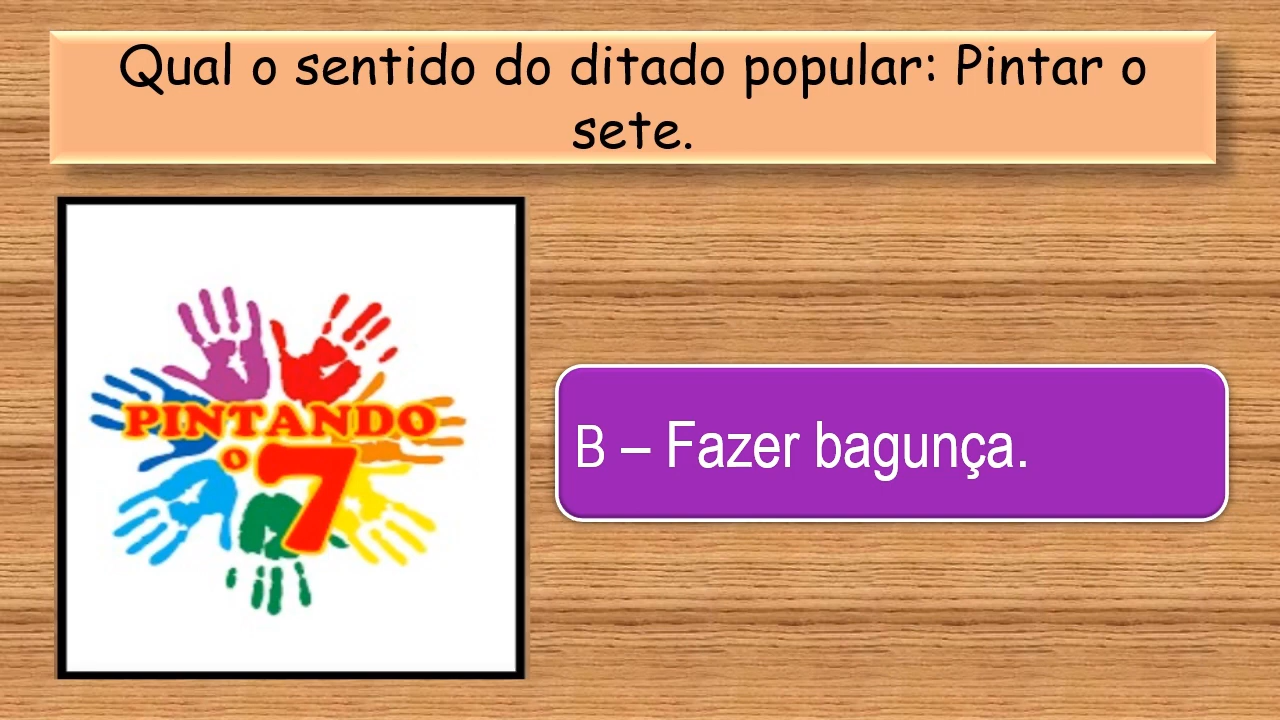 Qual o sentido do ditado popular: Pintar o
sete.
PINTANDO
O
7
B – Fazer bagunça.